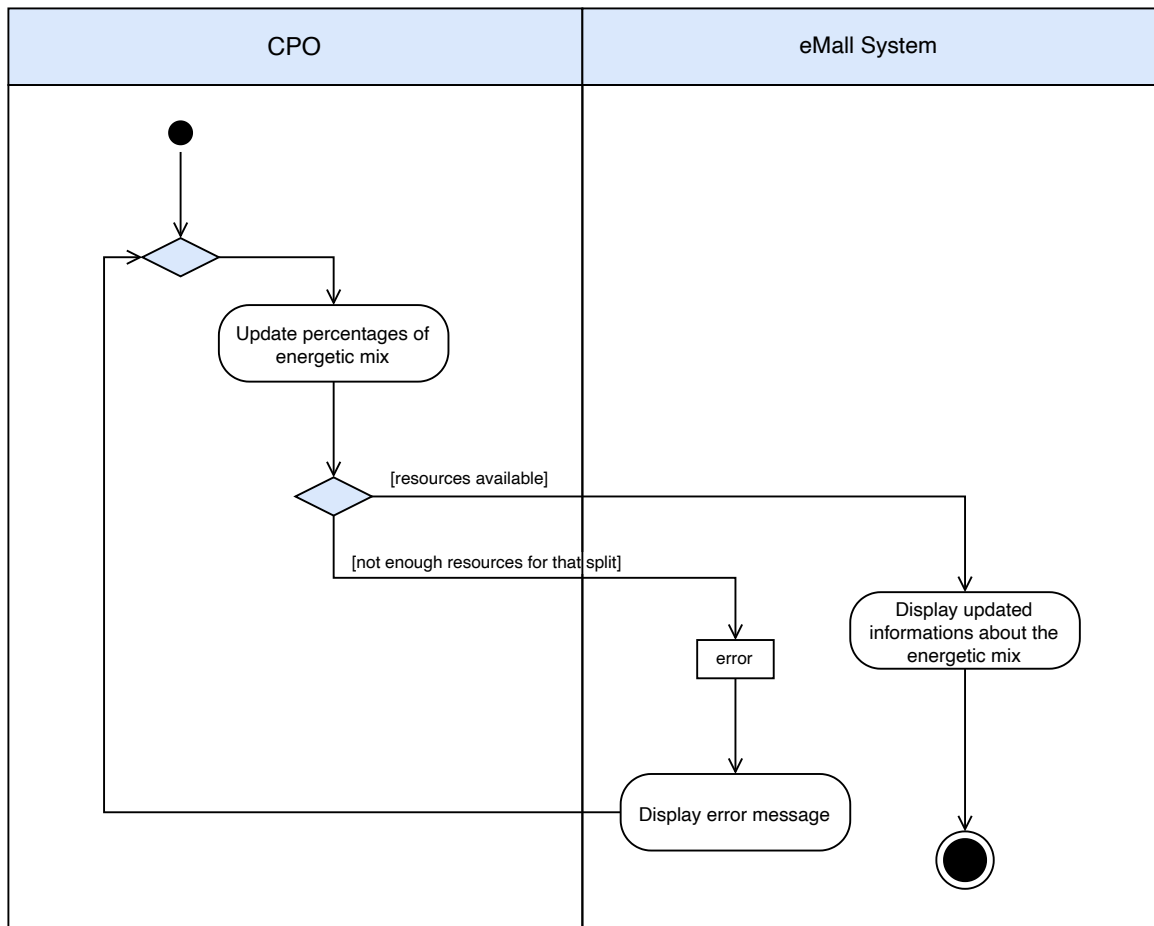 CPO
eMall System
Update percentages of
energetic mix
[resources available]
[not enough resources for that split]
Display updated
informations about the
energetic mix
error
Display error message